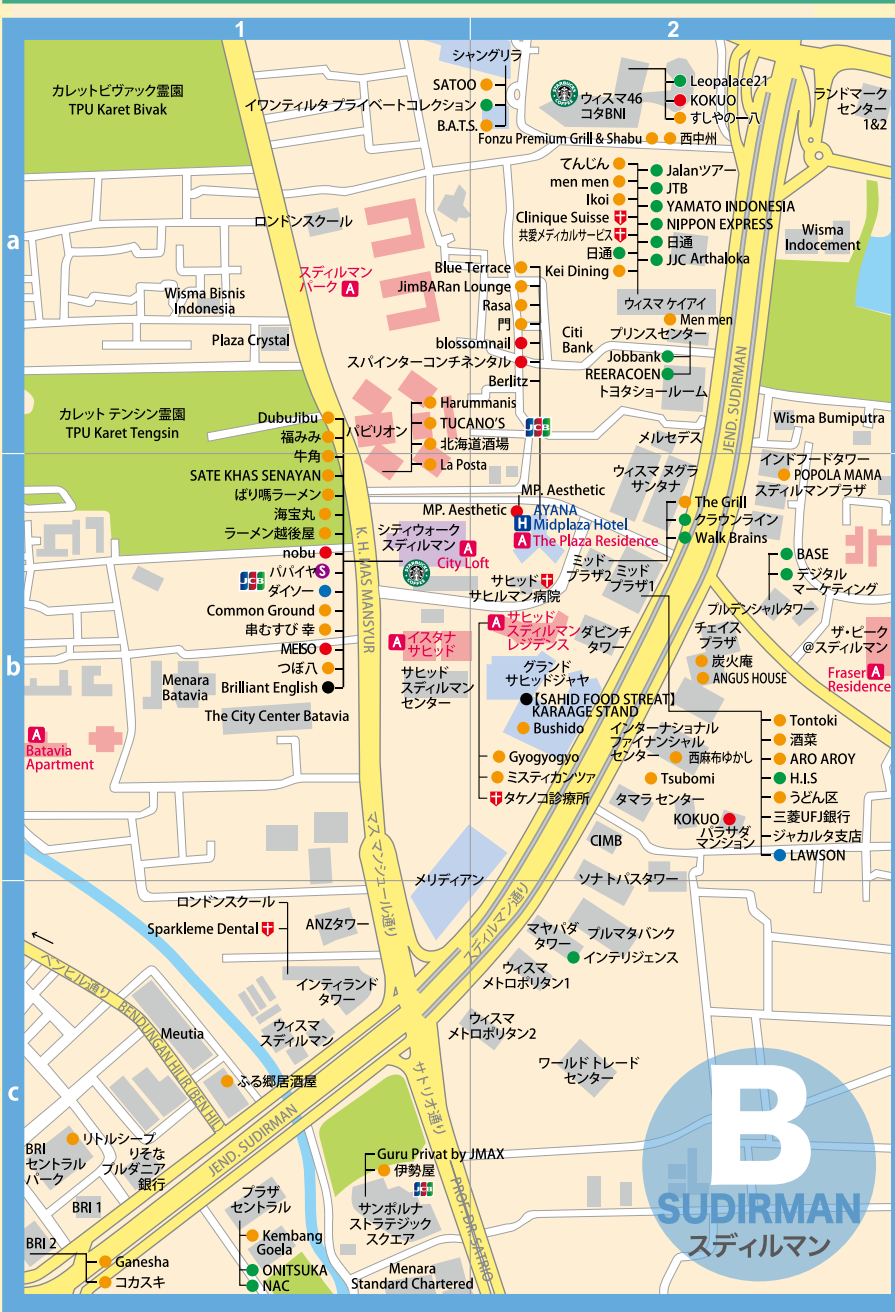 1
2
シャングリラ
SATOO
イワンティルタ プライベートコレクション
B.A.T.S.
カレットビヴァック霊園
TPU Karet Bivak
STARBUCKS COFFEE
ウィスマ46
コタBNI
Leopalace21
KOKUO
すしやの一八
ランドマーク
センター
1&2
Fonzu Premium Grill & Shabu
西中州
てんじん
men men
Ikoi
Clinique Suisse
共愛メディカルサービス
日通
Kei Dining
Jalanツアー
JTB
YAMATO INDONESIA
NIPPON EXPRESS
日通
JJC Arthaloka
Wisma
Indocement
a
ロンドンスクール
スディルマン
パーク A
Wisma Bisnis
Indonesia
Plaza Crystal
Blue Terrace
JimBARan Lounge
Rasa
門
blossomnail
スパインターコンチネンタル
Berlitz
Citi
Bank
ウィスマ ケイアイ
Men men
プリンスセンター
Jobbank
REERACOEN
トヨタショールーム
JEND. SUDIRMAN
カレット テンシン霊園
TPU Karet Tengsin
DubuJibu
福みみ
牛角
SATE KHAS SENAYAN
ばり嗎ラーメン
海宝丸
ラーメン越後屋
nobu
パパイヤ S
JCB
ダイソー
Common Ground
串むすび 幸
MEISO
つぼ八
Brilliant English
パビリオン
Harummanis
TUCANO'S
北海道酒場
La Posta
JCB
メルセデス
Wisma Bumiputra
インドフードタワー
POPOLA MAMA
スディルマンプラザ
ウィスマ ヌグラ
サンタナ
MP. Aesthetic
MP. Aesthetic
AYANA
H Midplaza Hotel
A The Plaza Residence
The Grill
クラウンライン
Walk Brains
シティウォーク
スディルマン
A
City Loft
STARBUCKS COFFEE
K. H. MAS MANSYUR
サヒッド
サヒルマン病院
ミッド
プラザ2
ミッド
プラザ1
BASE
デジタル
マーケティング
プルデンシャルタワー
b
A イスタナ
サヒッド
A サヒッド
スディルマン
レジデンス
ダビンチ
タワー
チェイス
プラザ
炭火庵
ANGUS HOUSE
ザ・ピーク
@スディルマン
Fraser A
Residence
サヒッド
スディルマン
センター
グランド
サヒッドジャヤ
【SAHID FOOD STREAT】
KARAAGE STAND
Bushido
Menara
Batavia
The City Center Batavia
A
Batavia
Apartment
インターナショナル
ファイナンシャル
センター
西麻布ゆかし
Gyogyogyo
ミスティカンツァ
タケノコ診療所
Tsubomi
タマラ センター
KOKUO
パラサダ
マンション
Tontoki
酒菜
ARO AROY
H.I.S
うどん区
三菱UFJ銀行
ジャカルタ支店
LAWSON
CIMB
マス マンシュール通り
メリディアン
ソナトパスタワー
スディルマン通り
ロンドンスクール
Sparkleme Dental
ANZタワー
マヤパダ
タワー
プルマタバンク
インテリジェンス
ウィスマ
メトロポリタン1
インティランド
タワー
ベンヒル通り
BENDUNGAN HILIR (BEN HIL)
Meutia
ウィスマ
スディルマン
ウィスマ
メトロポリタン2
ワールド トレード
センター
c
ふる郷居酒屋
サトリオ通り
JEND. SUDIRMAN
リトルシープ
BRI
セントラル
パーク
りそな
プルダニア
銀行
BRI 1
BRI 2
Ganesha
コカスキ
プラザ
セントラル
Kembang
Goela
ONITSUKA
NAC
Guru Privat by JMAX
伊勢屋
JCB
サンポルナ
ストラテジック
スクエア
PROF. DR. SATRIO
Menara
Standard Chartered
B
SUDIRMAN
スディルマン